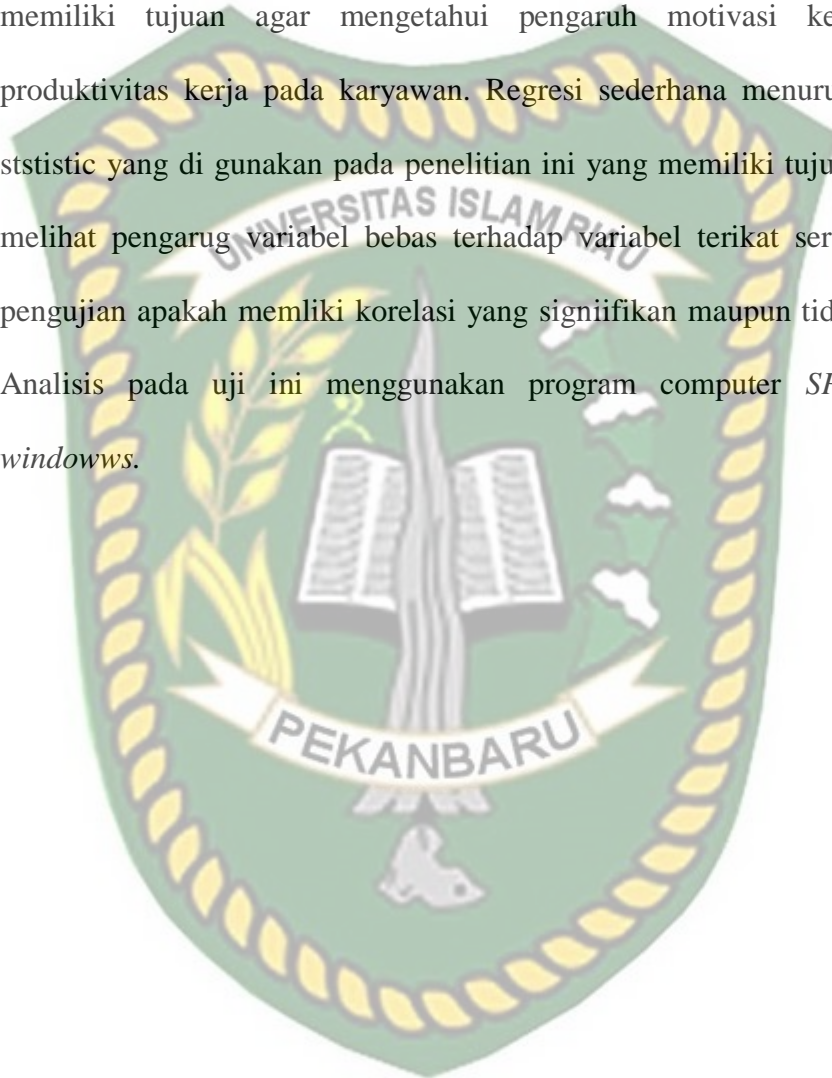 memiliki tujuan agar mengetahui pengaruh motivasi ke
produktivitas kerja pada karyawan. Regresi sederhana menuru
ststistic yang di gunakan pada penelitian ini yang memiliki tuju
melihat pengarug variabel bebas terhadap variabel terikat ser
pengujian apakah memliki korelasi yang signiifikan maupun tid
Analisis pada uji ini menggunakan program computer
windowws.
UNIVERSITAS ISLAM RIAU
PEKANBARU